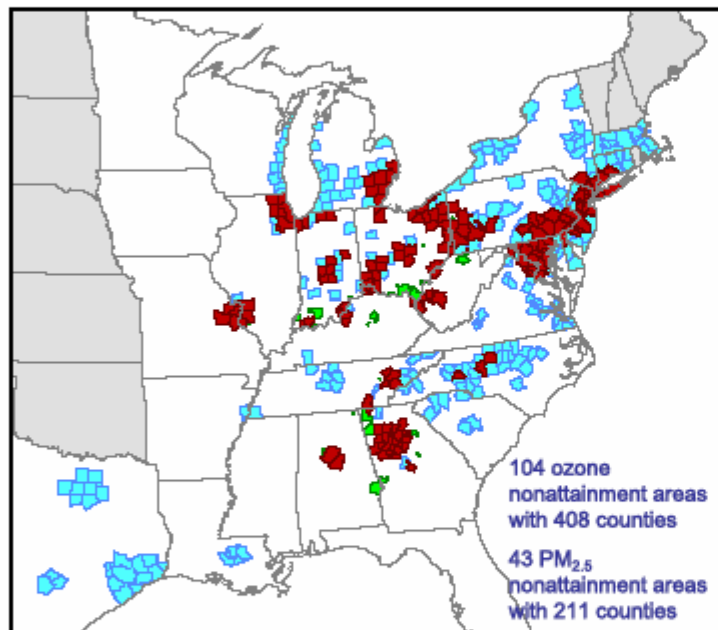 104 ozone
nonattainment areas
with 408 counties
43 PM2.5
nonattainment areas
with 211 counties